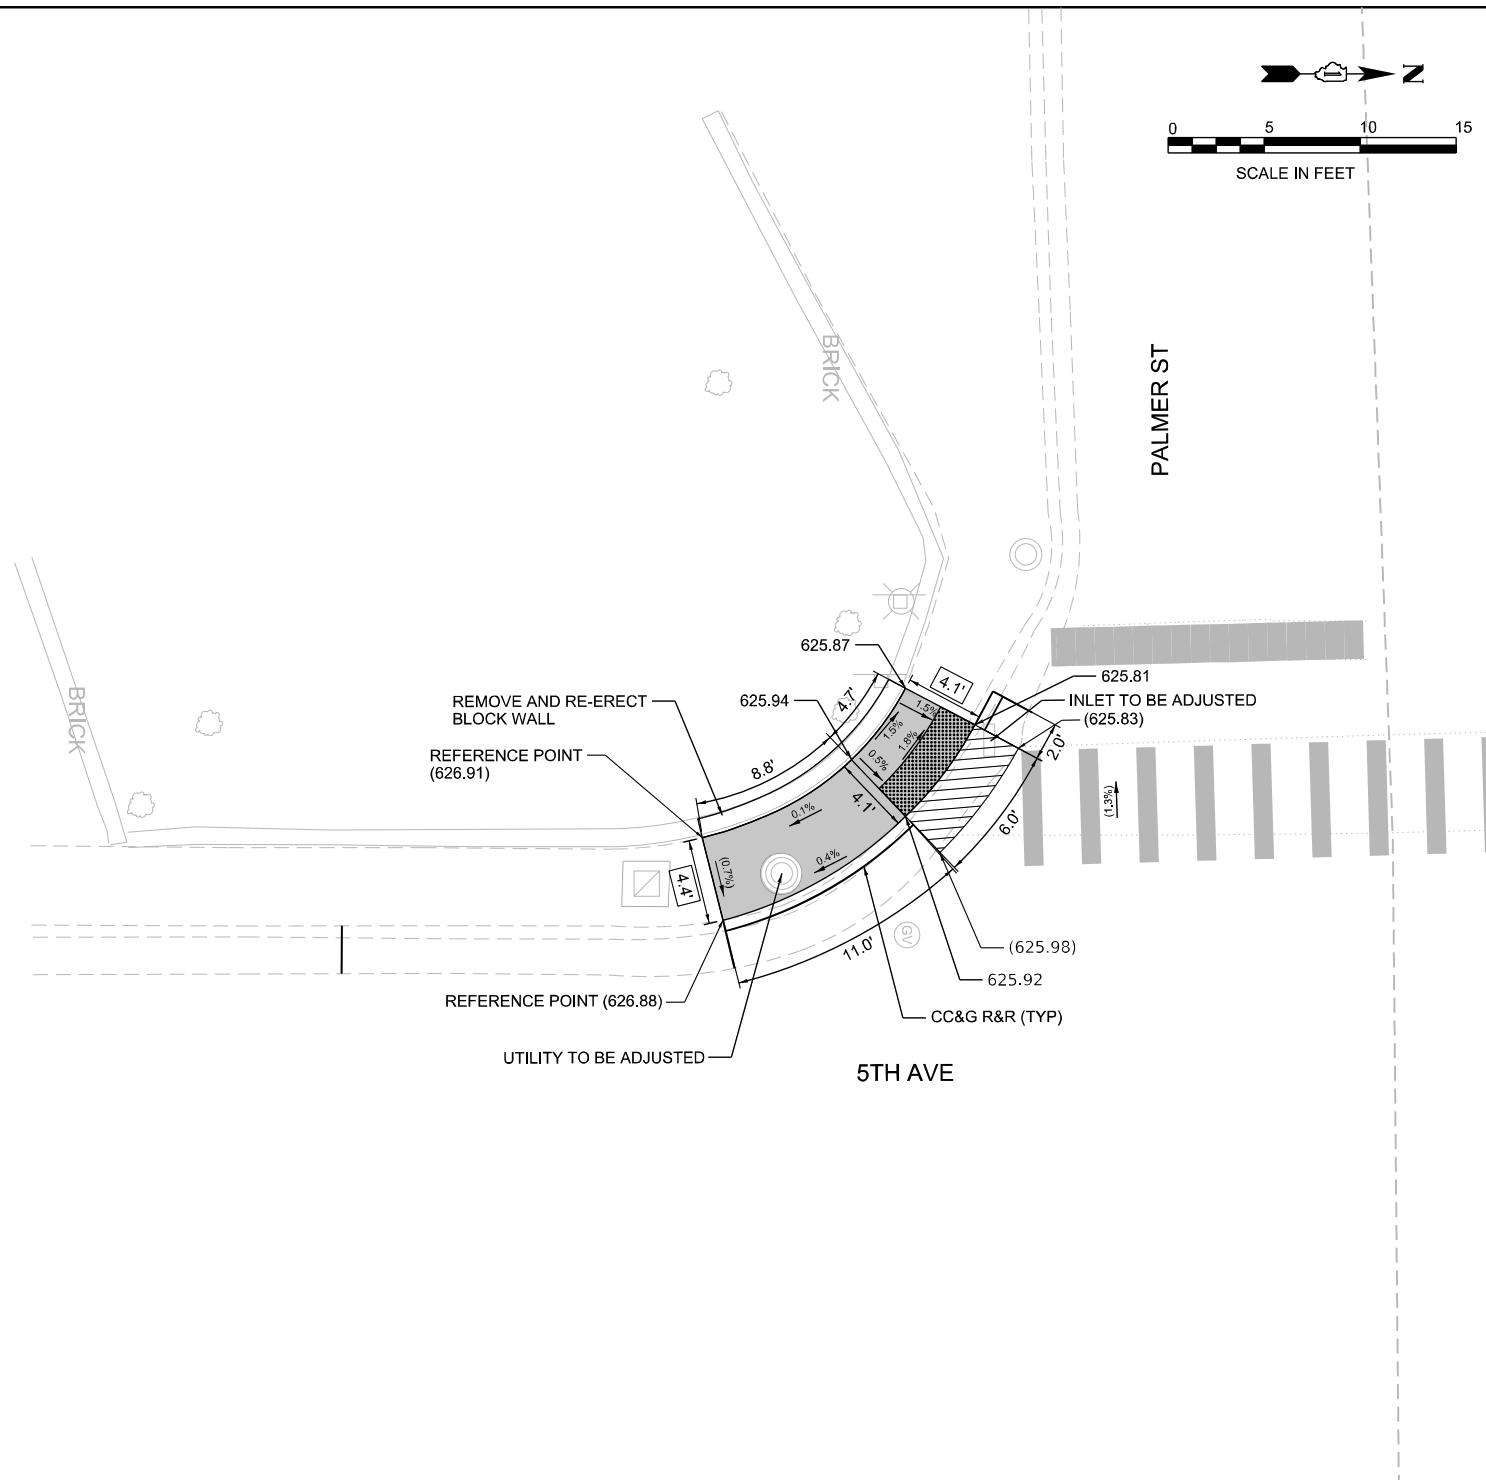 N
0 5 10 15
SCALE IN FEET
BRICK
PALMER ST
625.87
4.1'
625.81
REMOVE AND RE-ERECT
BLOCK WALL
625.94
4.7'
1.5%
INLET TO BE ADJUSTED
(625.83)
1.5%
1.8%
2.0'
BRICK
REFERENCE POINT
(626.91)
8.8'
0.5%
4.1'
(1.3%)
0.1%
6.0'
0.4%
(0.7%)
4.4'
GV
11.0'
(625.98)
625.92
REFERENCE POINT (626.88)
CC&G R&R (TYP)
UTILITY TO BE ADJUSTED
5TH AVE